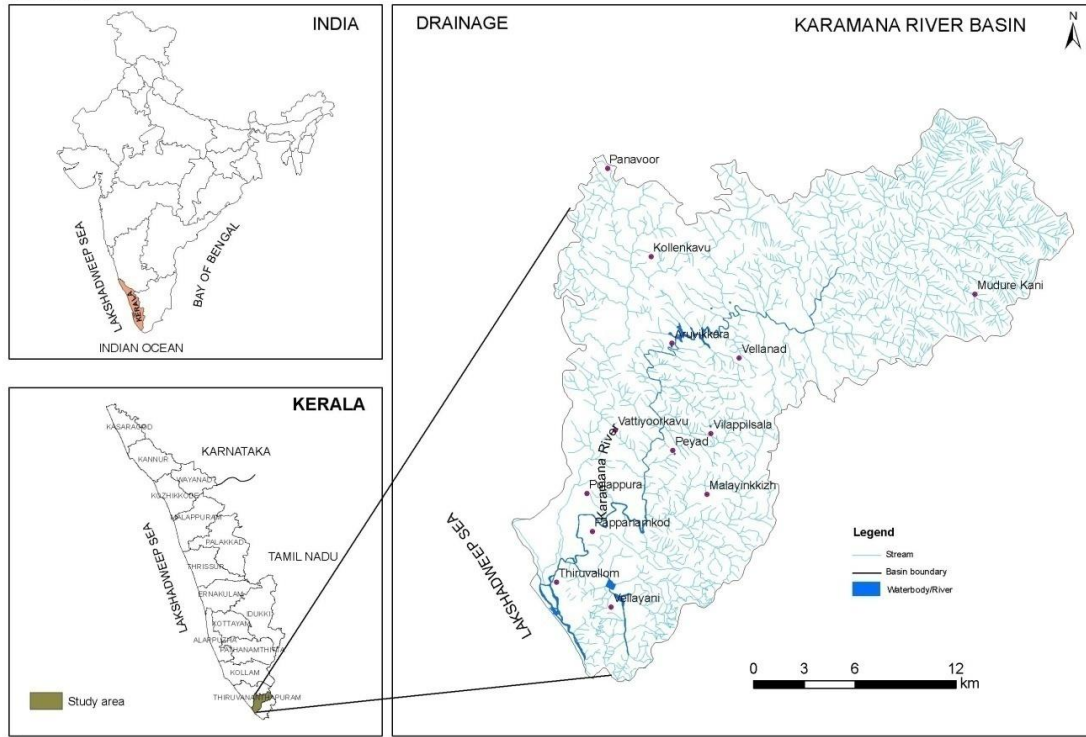 INDIA
LAKSHADWEEP SEA
KERALA
BAY OF BENGAL
INDIAN OCEAN
KERALA
KASARAGOD
KANNUR
KARNATAKA
WAYANAD
KOZHIKKODE
MALAPPURAM
PALAKKAD
TAMIL NADU
LAKSHADWEEP SEA
THRISSUR
ERNAKULAM
IDUKKI
KOTTAYAM
ALAPPUZHA
PATHANAMTHITTA
KOLLAM
THIRUVANANTHAPURAM
Study area
DRAINAGE
KARAMANA RIVER BASIN
N
Panavoor
Kollenkavu
Mudure Kani
Aruvikkara
Vellanad
Vattiyoorkavu
Vilappilsala
Peyad
Karamana River
Malayinkkizh
Pappanamkod
LAKSHADWEEP SEA
Thiruvallom
Vellayani
Legend
Stream
Basin boundary
Waterbody/River
0 3 6 12
km